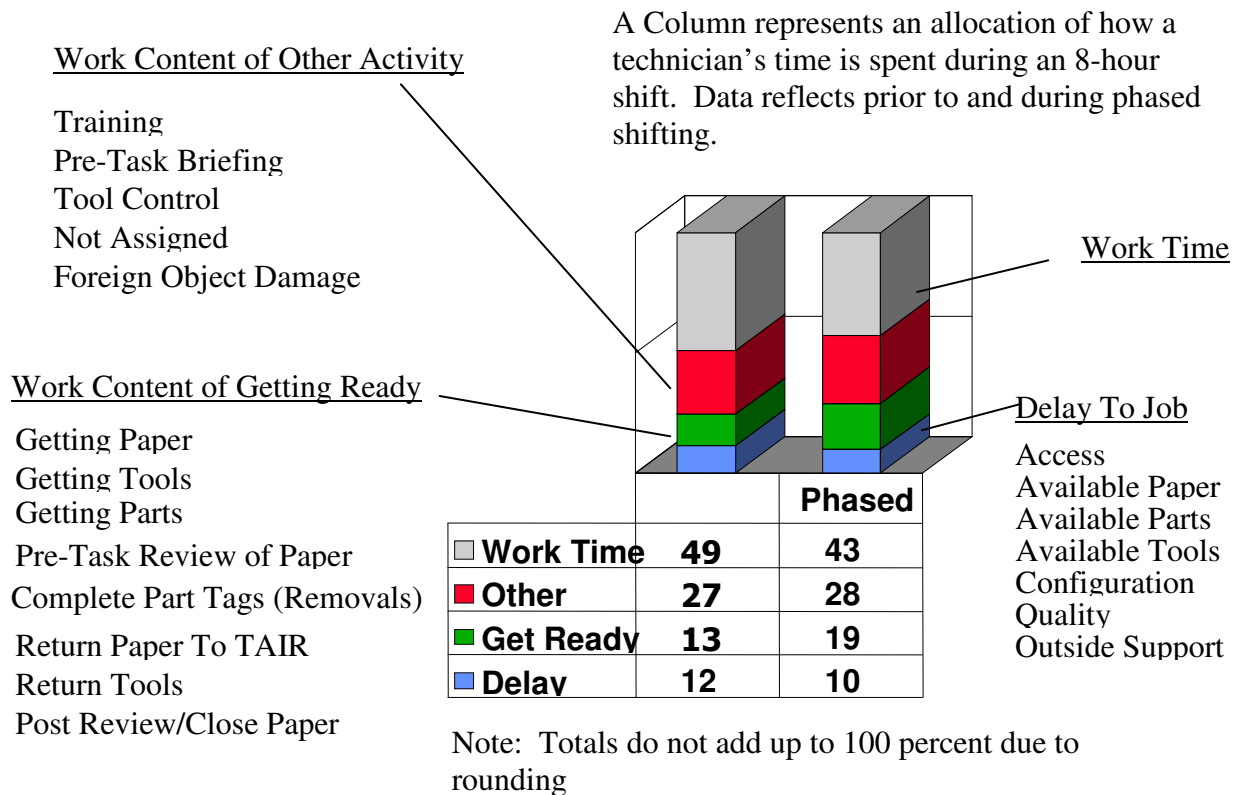 A Column represents an allocation of how a
technician’s time is spent during an 8-hour
shift.  Data reflects prior to and during phased
shifting.
Work Content of Other Activity
Training
Pre-Task Briefing
Tool Control
Not Assigned
Foreign Object Damage
Work Time
Work Content of Getting Ready
Getting Paper
Getting Tools
Getting Parts
Pre-Task Review of Paper
Complete Part Tags (Removals)
Return Paper To TAIR
Return Tools
Post Review/Close Paper
Delay To Job
Access
Available Paper
Available Parts
Available Tools
Configuration
Quality
Outside Support
Phased
Work Time 49 43
Other 27 28
Get Ready 13 19
Delay 12 10
Note:  Totals do not add up to 100 percent due to
rounding